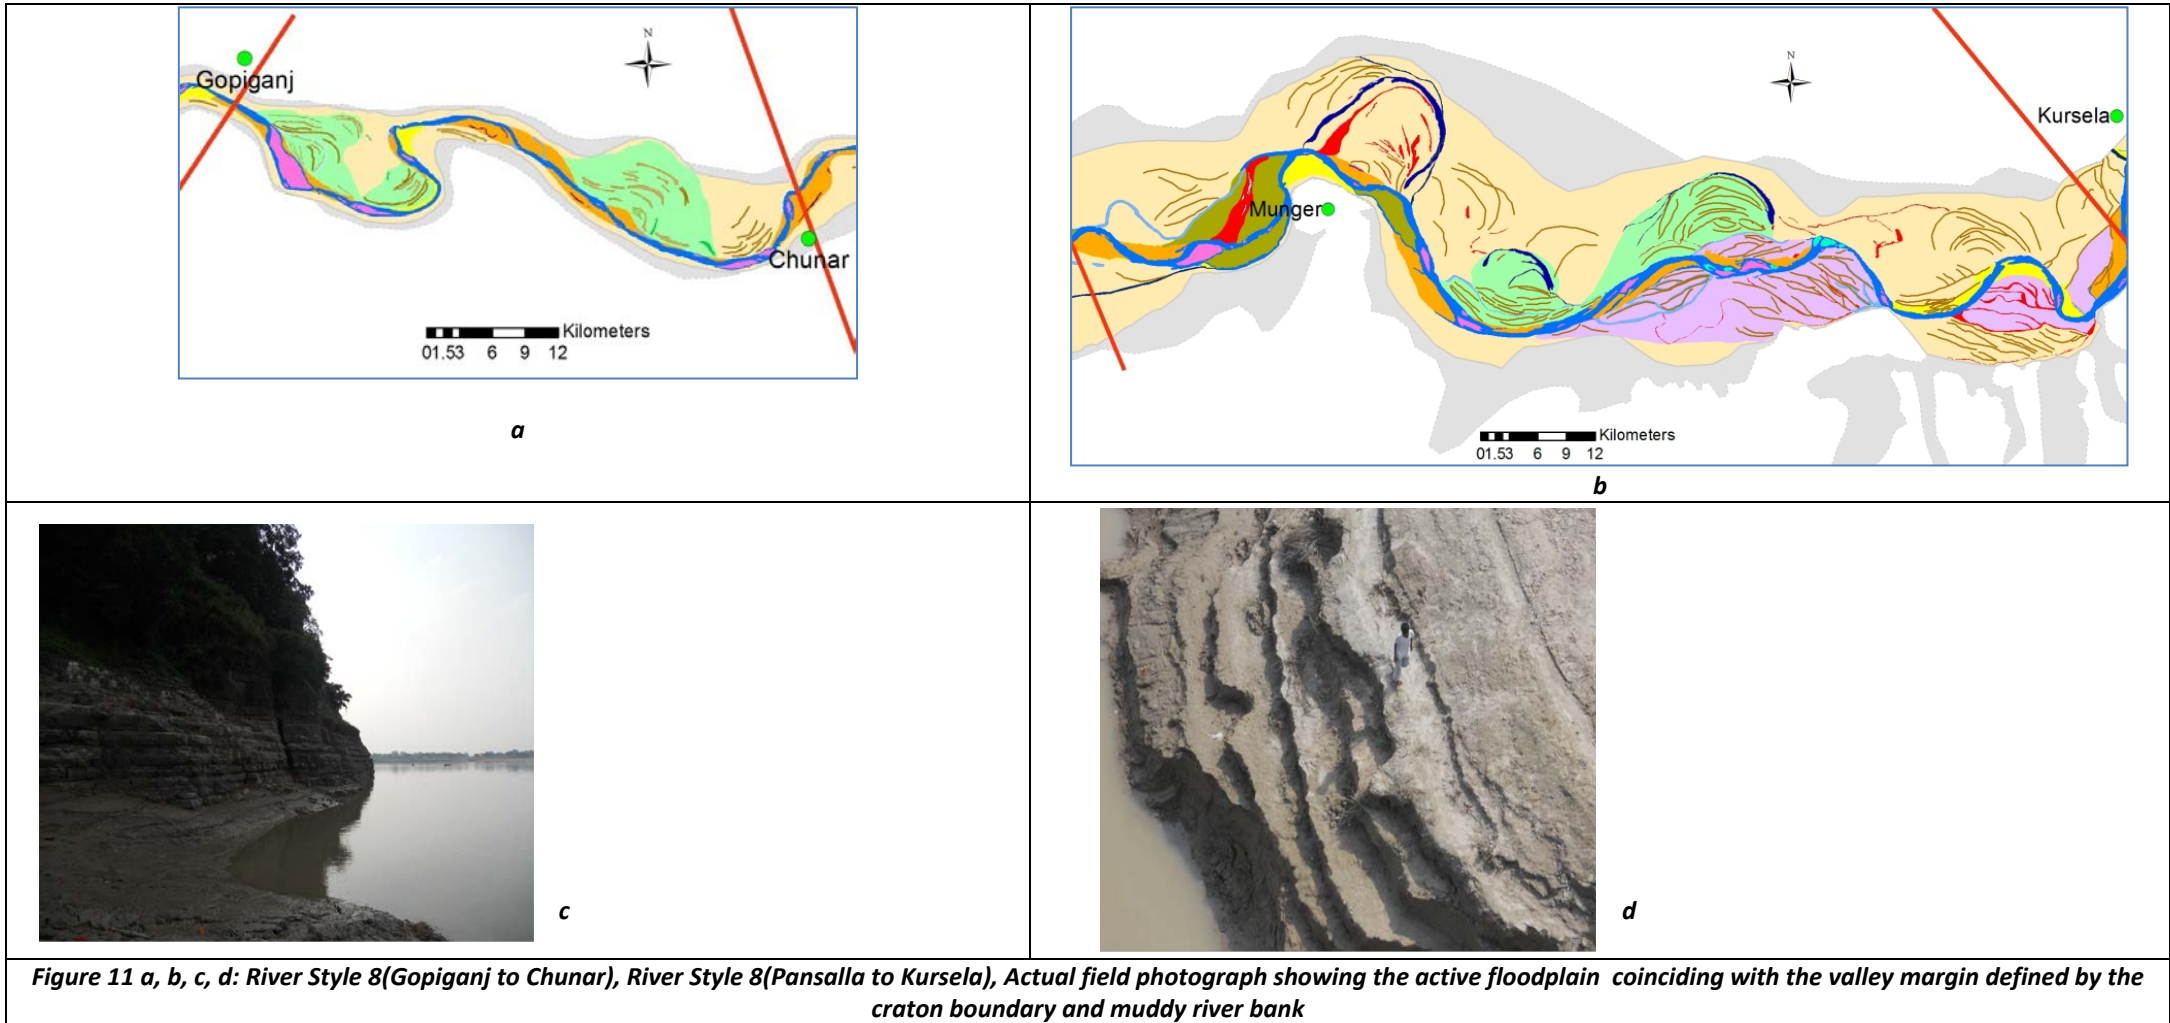 N
Gopiganj
Chunar
Kilometers
01.53 6 9 12
a
N
Kursela
Munger
Kilometers
01.53 6 9 12
b
c
d
Figure 11 a, b, c, d: River Style 8(Gopiganj to Chunar), River Style 8(Pansalla to Kursela), Actual field photograph showing the active floodplain coinciding with the valley margin defined by the
craton boundary and muddy river bank